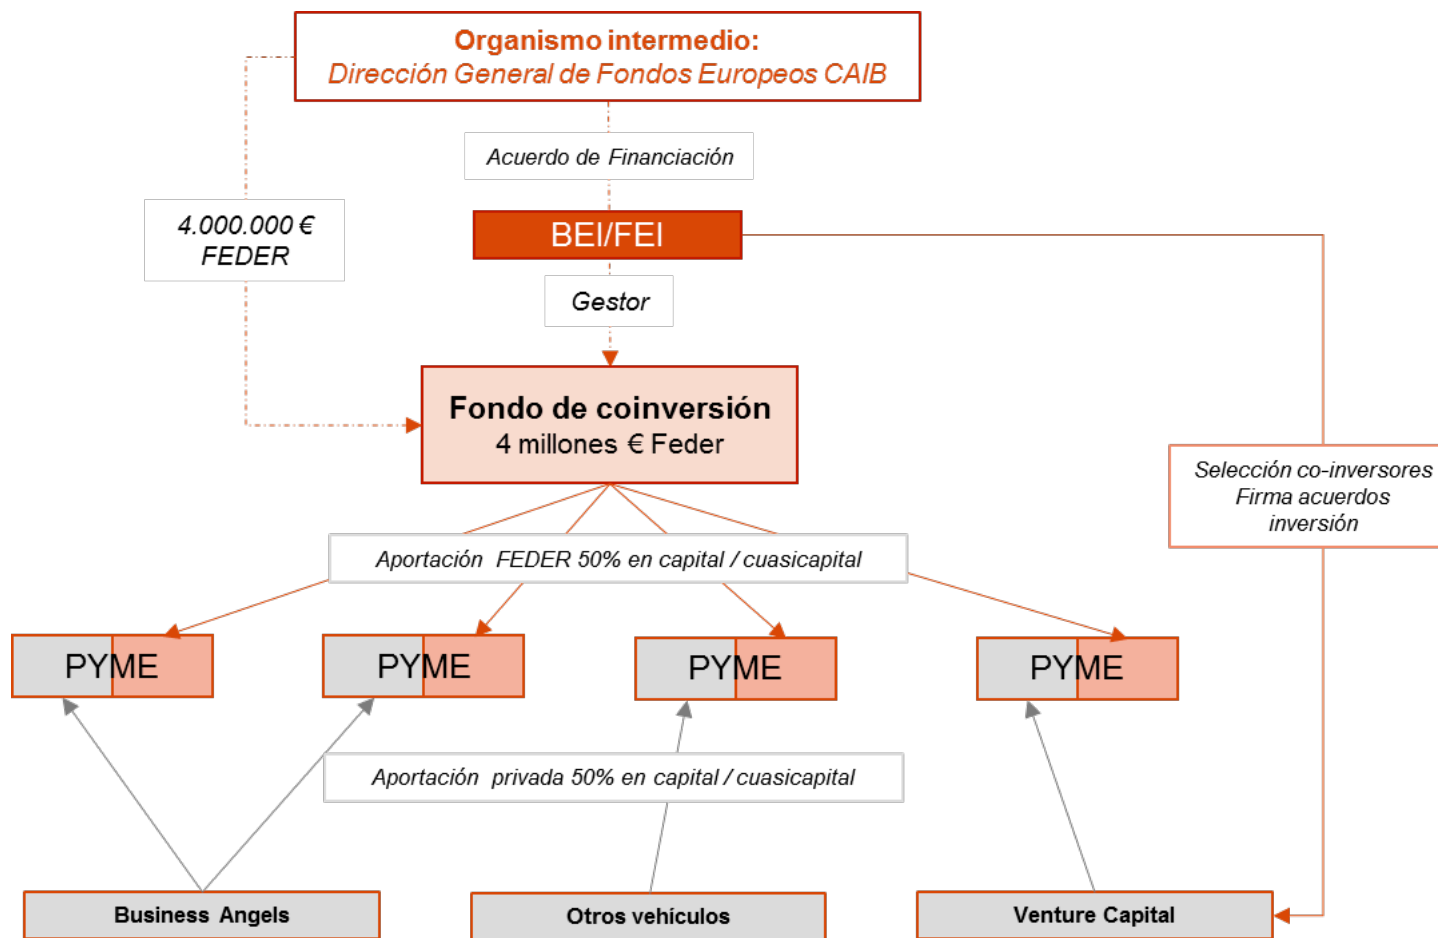 Organismo intermedio:
Dirección General de Fondos Europeos CAIB
Acuerdo de Financiación
4.000.000 €
FEDER
BEI/FEI
Gestor
Fondo de coinversión
4 millones € Feder
Selección co-inversores
Firma acuerdos
inversión
Aportación FEDER 50% en capital / cuasicapital
PYME
PYME
PYME
PYME
Aportación privada 50% en capital / cuasicapital
Business Angels
Otros vehículos
Venture Capital